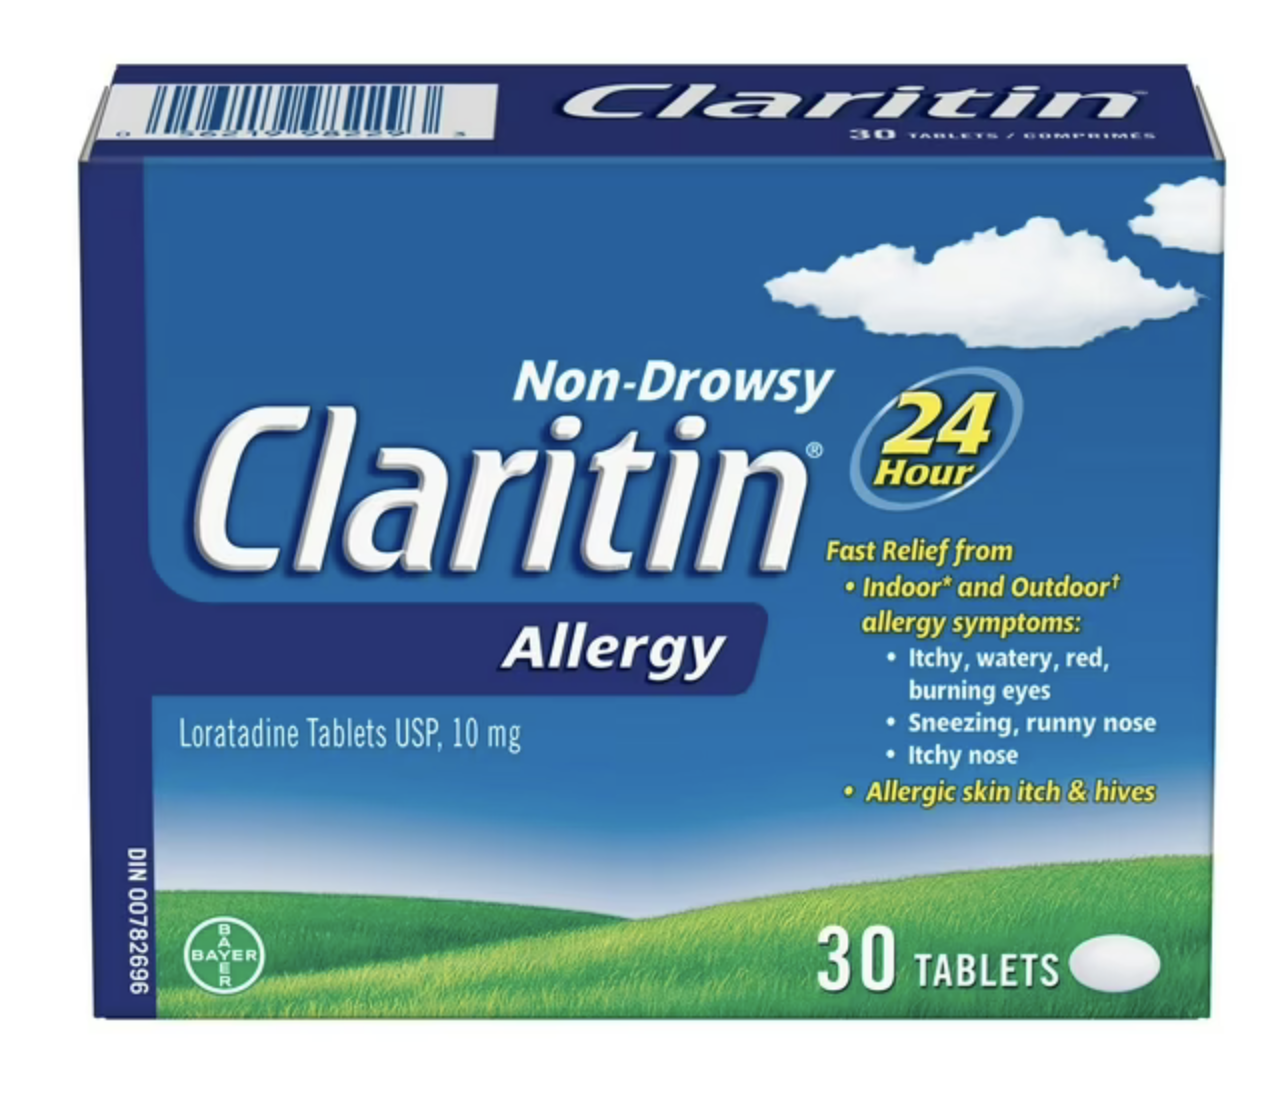 Claritin™
30 TABLETS / COMPRIMÉS
Non-Drowsy
Claritin®
24
Hour
Allergy
Loratadine Tablets USP, 10 mg
Fast Relief from
• Indoor* and Outdoor†
allergy symptoms:
• Itchy, watery, red,
burning eyes
• Sneezing, runny nose
• Itchy nose
• Allergic skin itch & hives
DIN 00782696
BAYER
BAYER
30 TABLETS